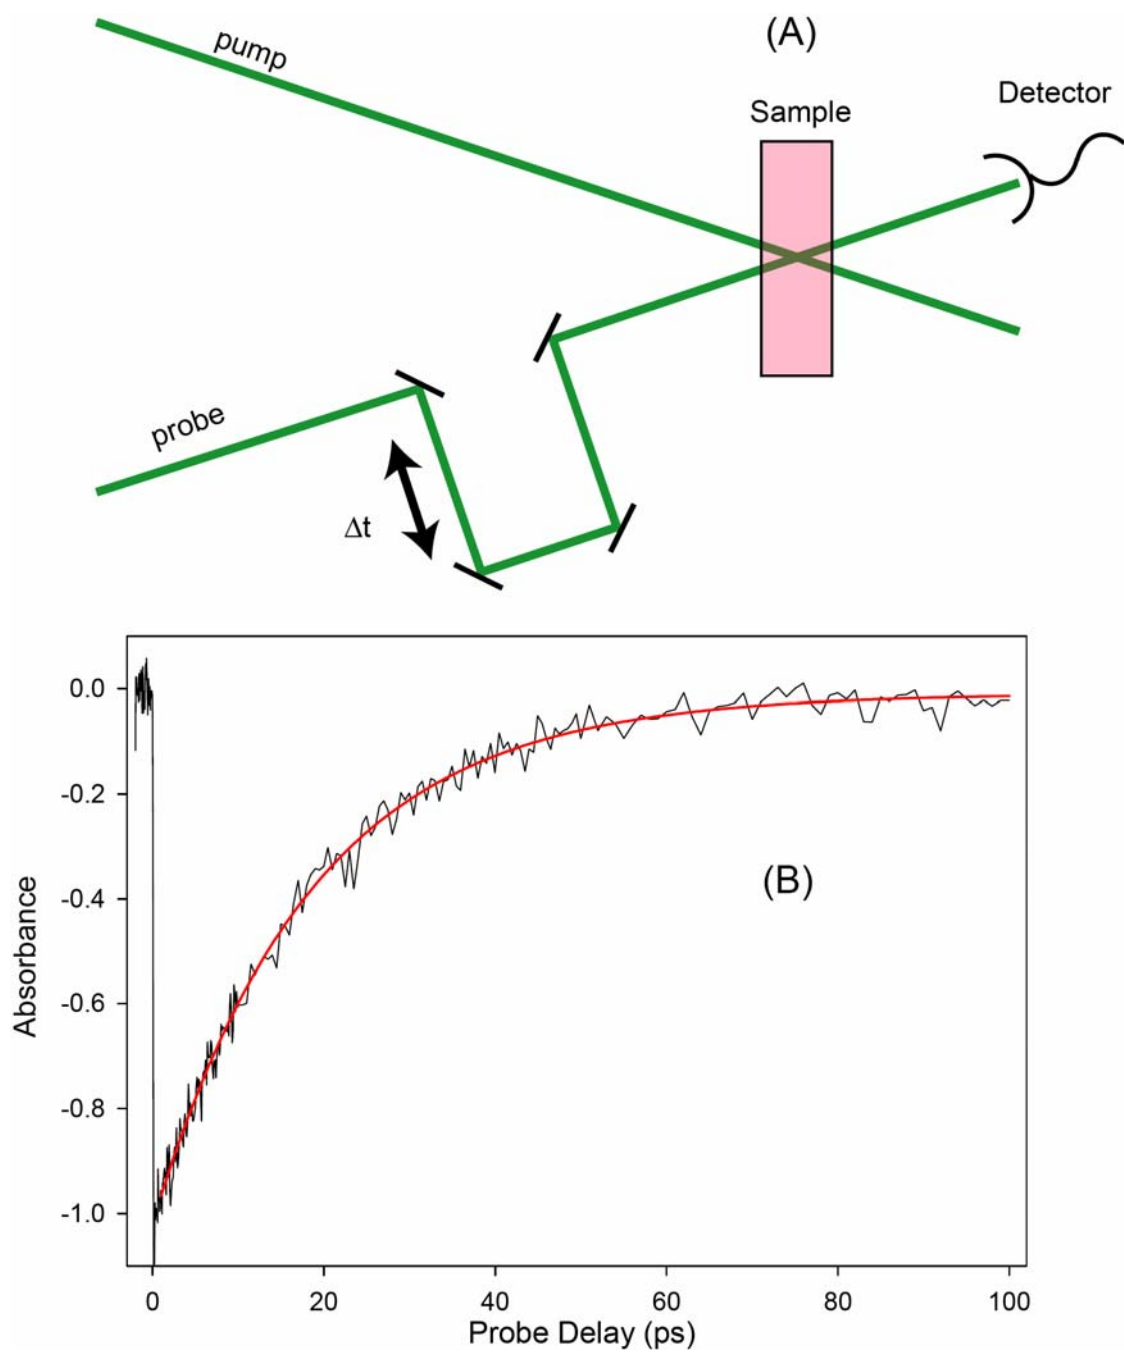 (A)
pump
Detector
Sample
probe
Δt
0.0
-0.2
-0.4
(B)
-0.6
-0.8
-1.0
Absorbance
0 20 40 60 80 100
Probe Delay (ps)